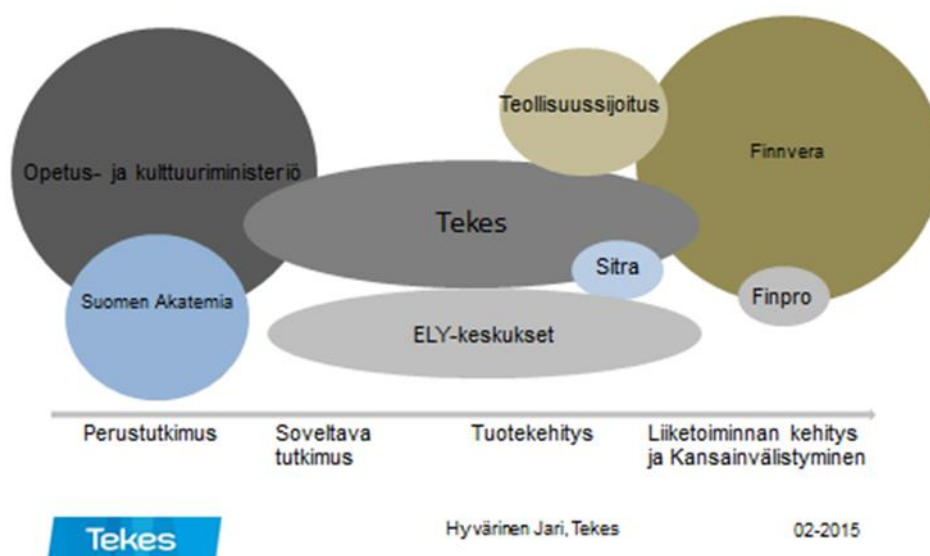 Teollisuussijoitus
Finnvera
Opetus- ja kulttuuriministeriö
Tekes
Sitra
Suomen Akatemia
Finpro
ELY-keskukset
Perustutkimus
Soveltava
tutkimus
Tuotekehitys
Liiketoiminnan kehitys
ja Kansainvälistyminen
Tekes
Hyvärinen Jari, Tekes
02-2015